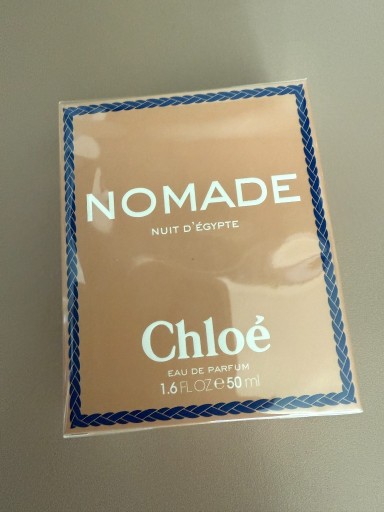 NOMADE
NUIT D'ÉGYPTE
Chloé
EAU DE PARFUM
1.6 FL OZ ℮ 50 ml